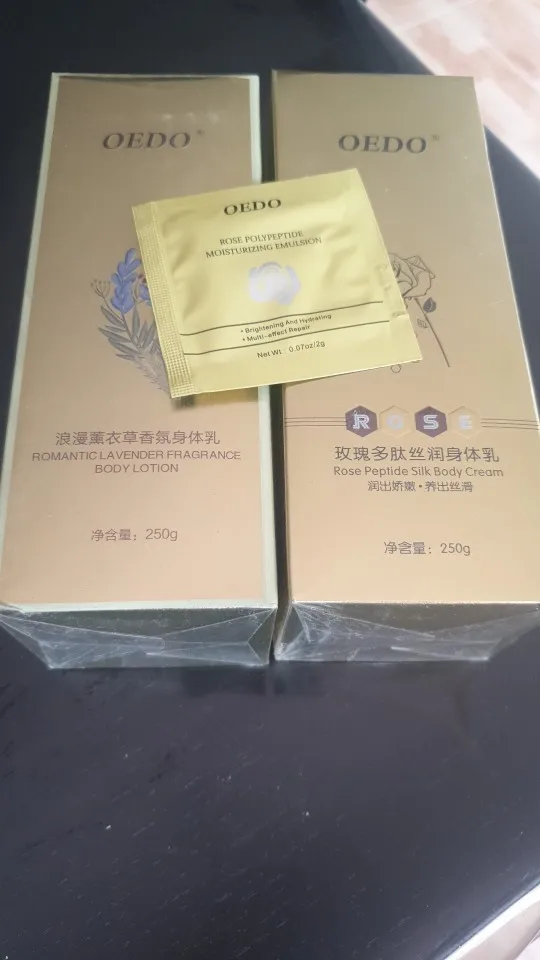 OEDO®
浪漫薰衣草香氛身体乳
ROMANTIC LAVENDER FRAGRANCE
BODY LOTION
净含量：250g
OEDO
ROSE POLYPEPTIDE
MOISTURIZING EMULSION
• Brightening And Hydrating
• Multi-effect Repair
Net Wt : 0.07oz/2g
OEDO®
ROSE
玫瑰多肽丝润身体乳
Rose Peptide Silk Body Cream
润出娇嫩•养出丝滑
净含量：250g